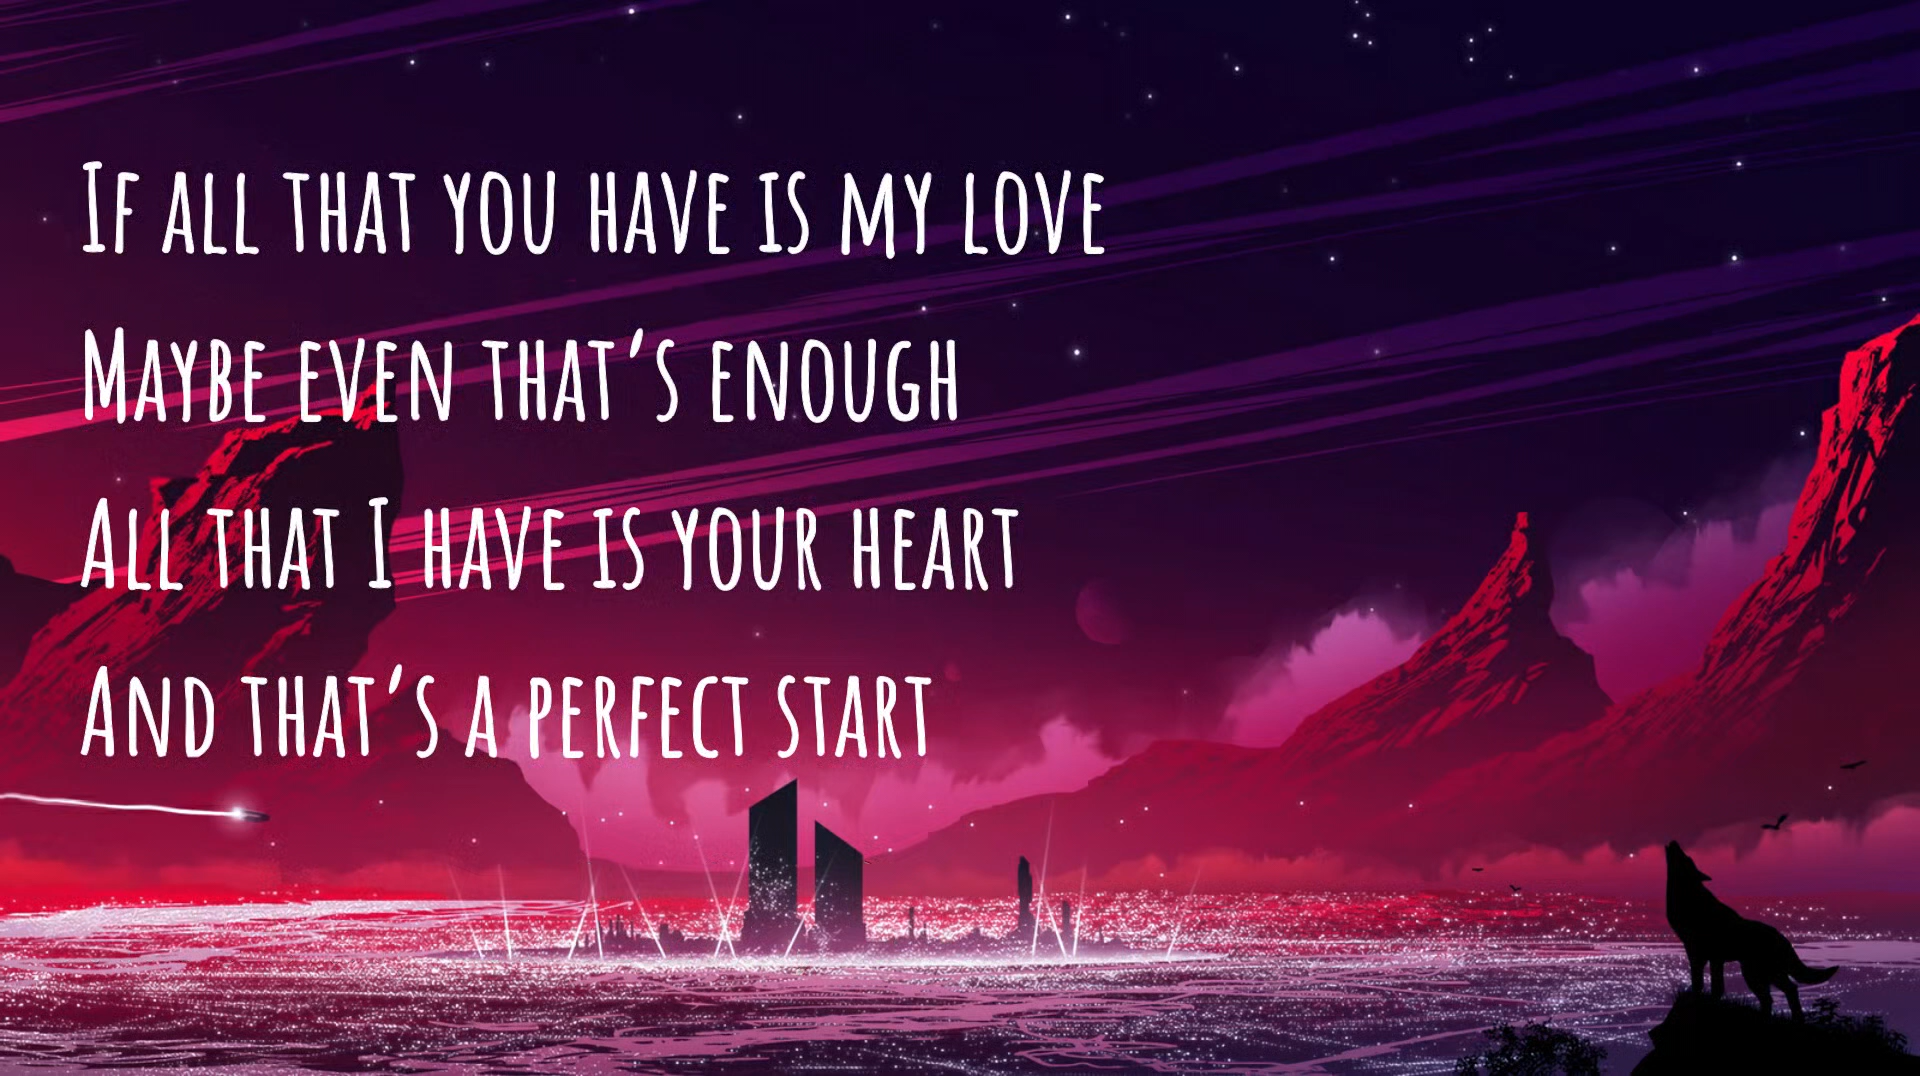 If all that you have is my love
Maybe even that's enough
All that I have is your heart
And that's a perfect start